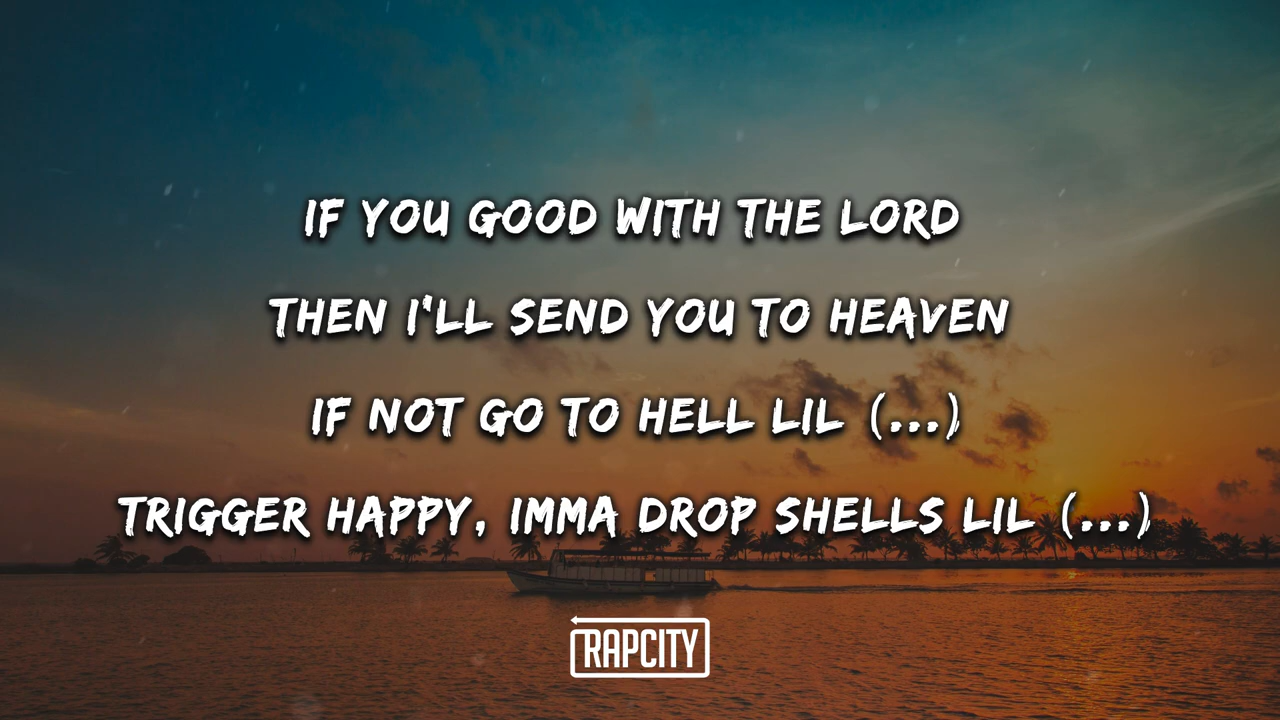 IF YOU GOOD WITH THE LORD
THEN I'LL SEND YOU TO HEAVEN
IF NOT GO TO HELL LIL (...)
TRIGGER HAPPY, IMMA DROP SHELLS LIL (...)
RAPCITY